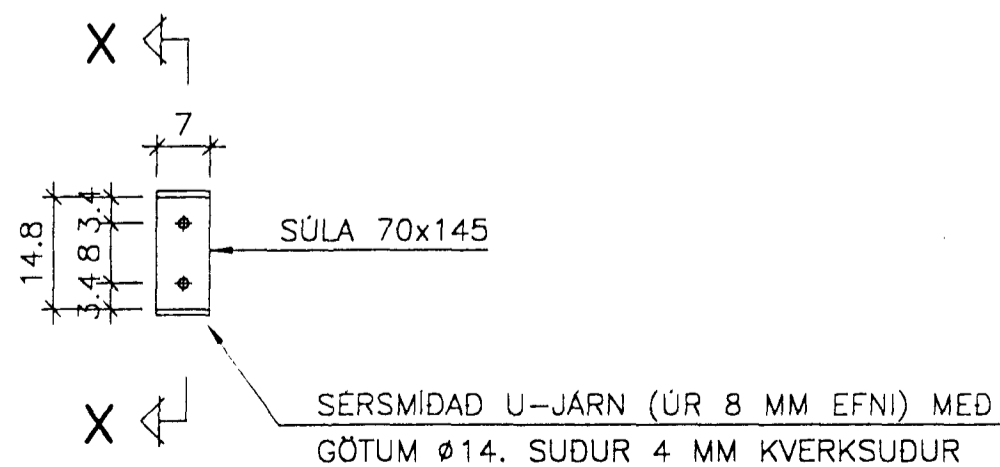 X
7
3.4
14.8
8
3.4
SÚLA 70x145
X
SÉRSMÍÐAÐ U-JÁRN (ÚR 8 MM EFNI) MEÐ
GÖTUM ø14. SUÐUR 4 MM KVERKSUÐUR